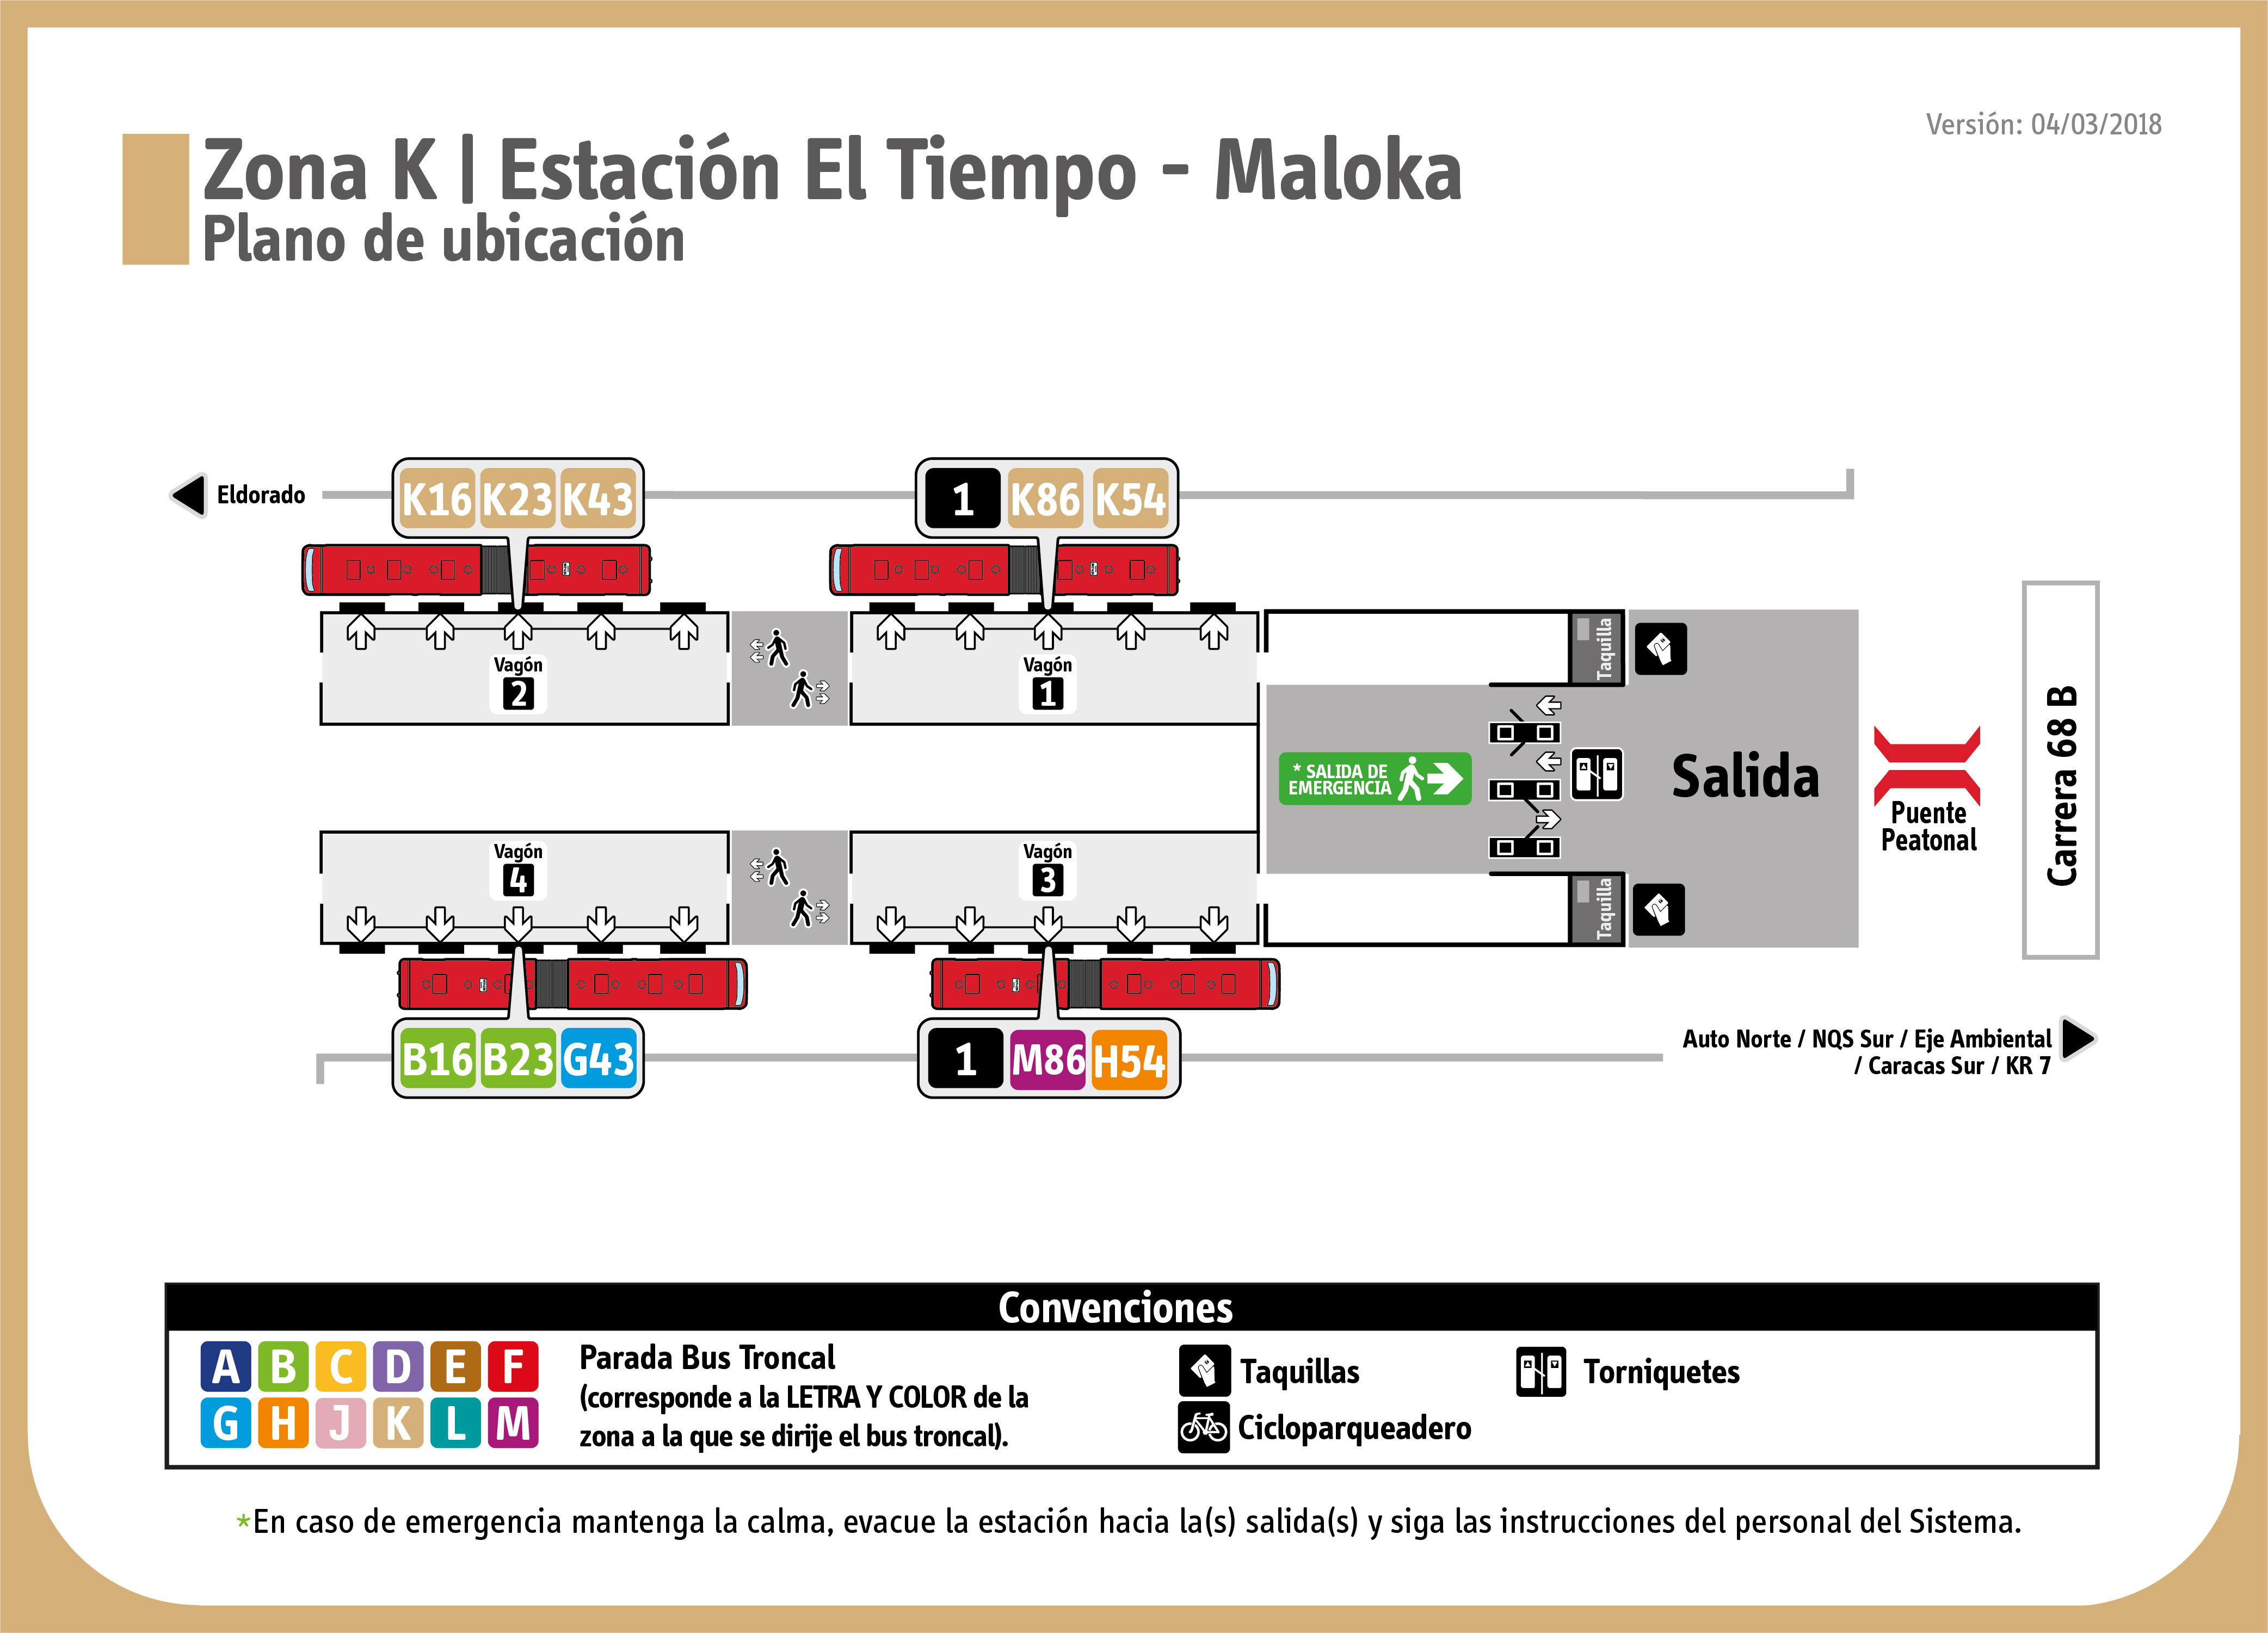 Versión: 04/03/2018
Zona K | Estación El Tiempo - Maloka
Plano de ubicación
Eldorado
K16 K23 K43
1 K86 K54
Vagón
2
Vagón
1
Taquilla
* SALIDA DE
EMERGENCIA
Salida
Puente
Peatonal
Carrera 68 B
Vagón
4
Vagón
3
Taquilla
B16 B23 G43
1 M86 H54
Auto Norte / NQS Sur / Eje Ambiental
/ Caracas Sur / KR 7
Convenciones
A B C D E F
G H J K L M
Parada Bus Troncal
(corresponde a la LETRA Y COLOR de la
zona a la que se dirije el bus troncal).
Taquillas
Cicloparqueadero
Torniquetes
*En caso de emergencia mantenga la calma, evacue la estación hacia la(s) salida(s) y siga las instrucciones del personal del Sistema.